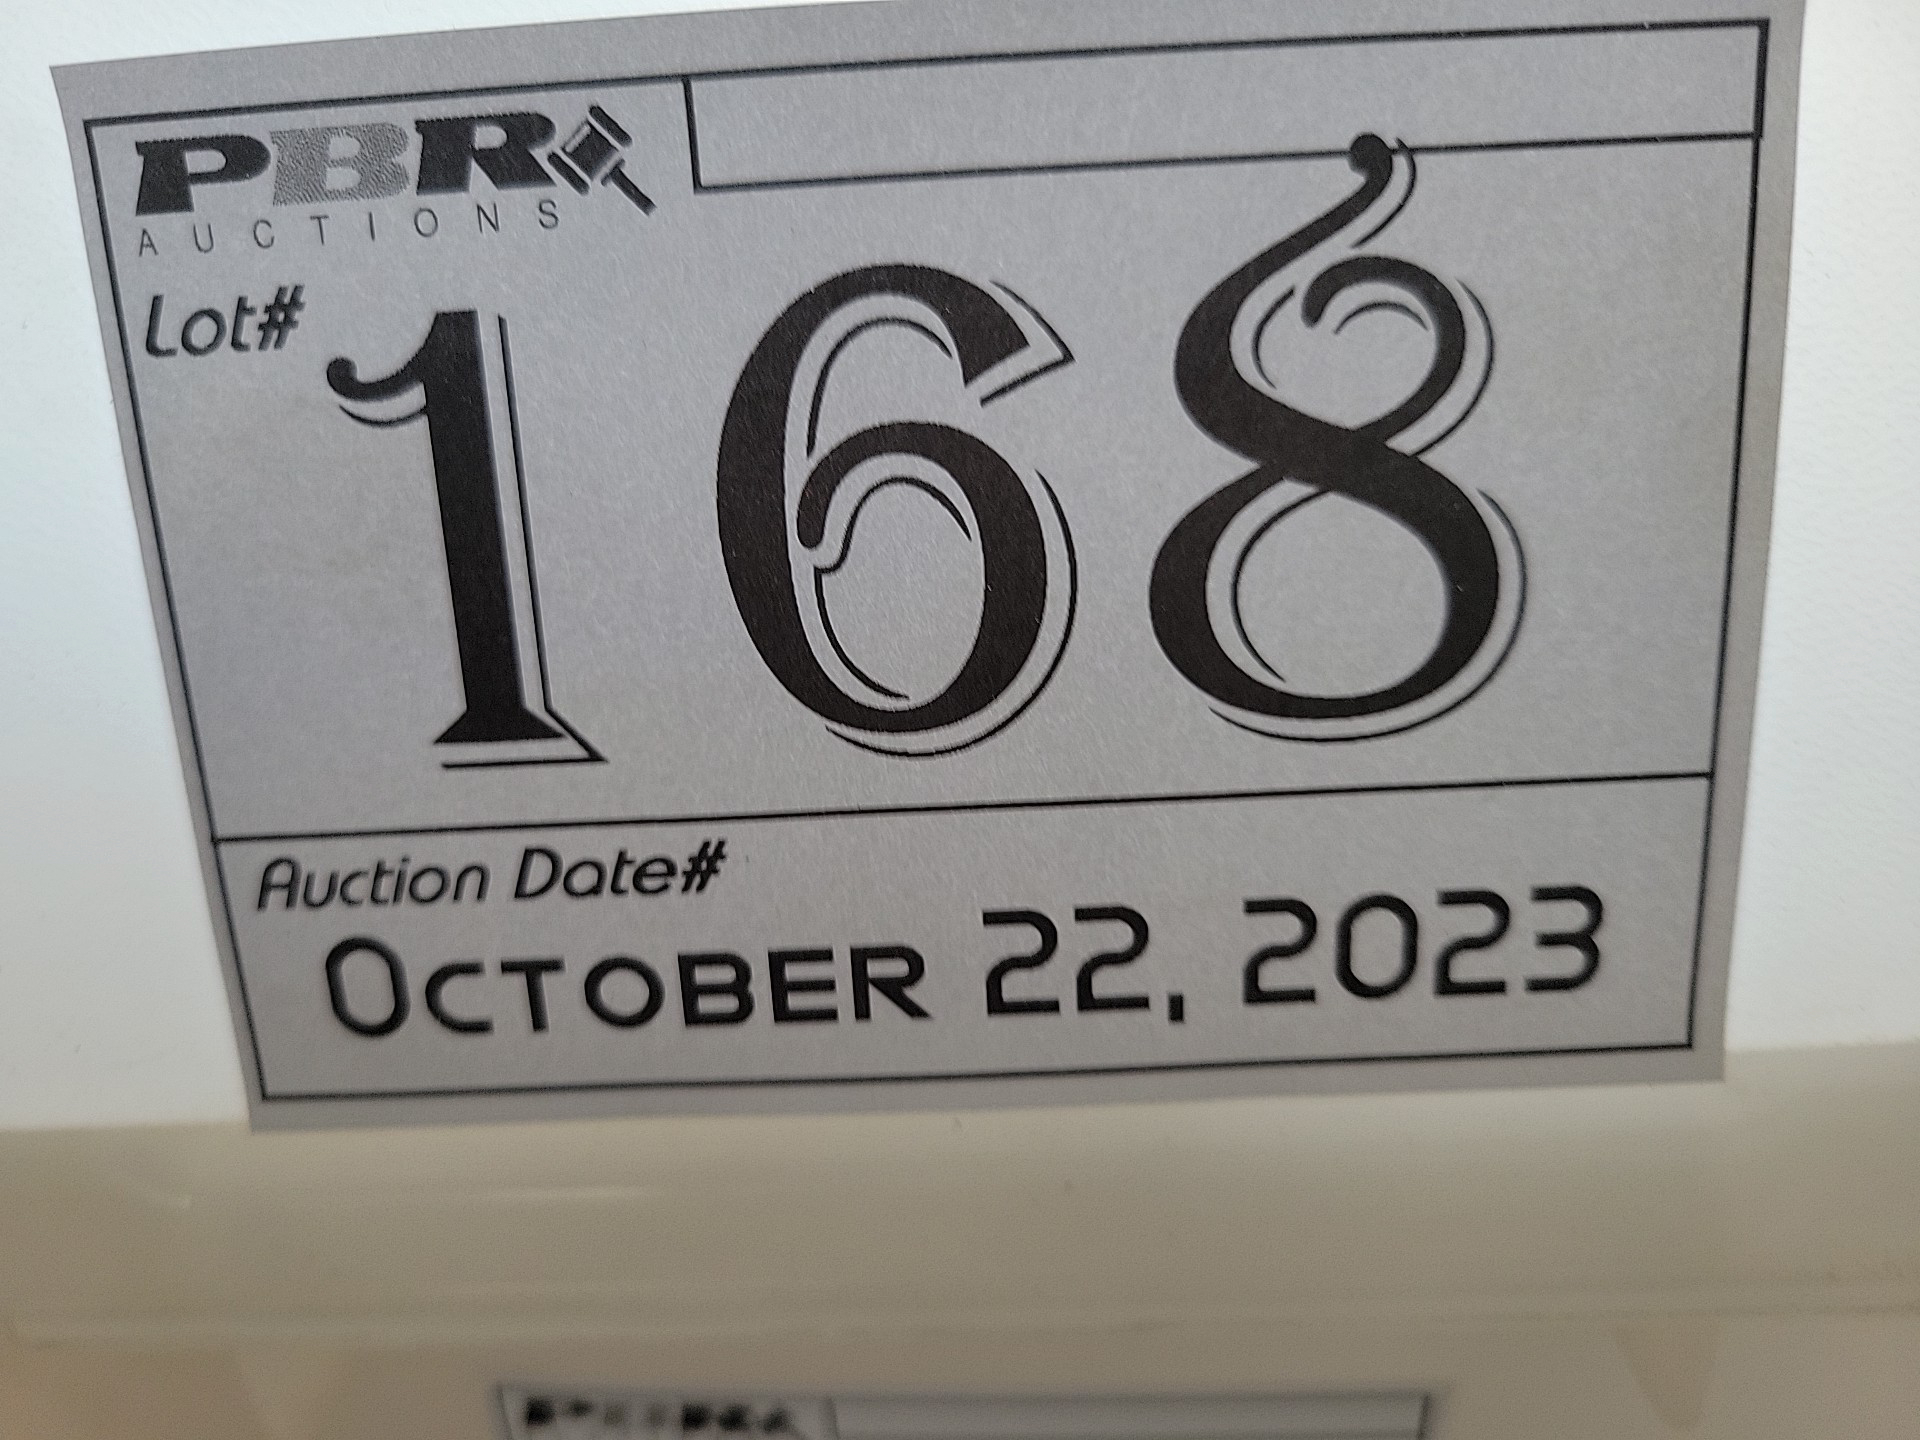 PBR
AUCTIONS
Lot#
168
Auction Date#
October 22, 2023